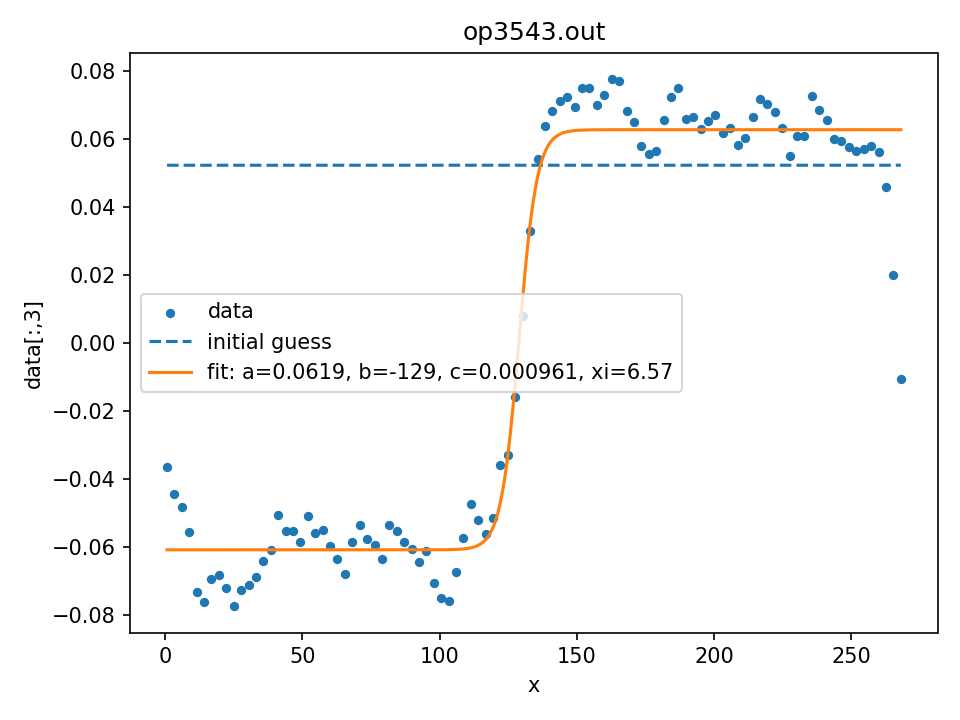 op3543.out
0.08
0.06
0.04
0.02
0.00
−0.02
−0.04
−0.06
−0.08
data[:,3]
data
initial guess
fit: a=0.0619, b=-129, c=0.000961, xi=6.57
0 50 100 150 200 250
x